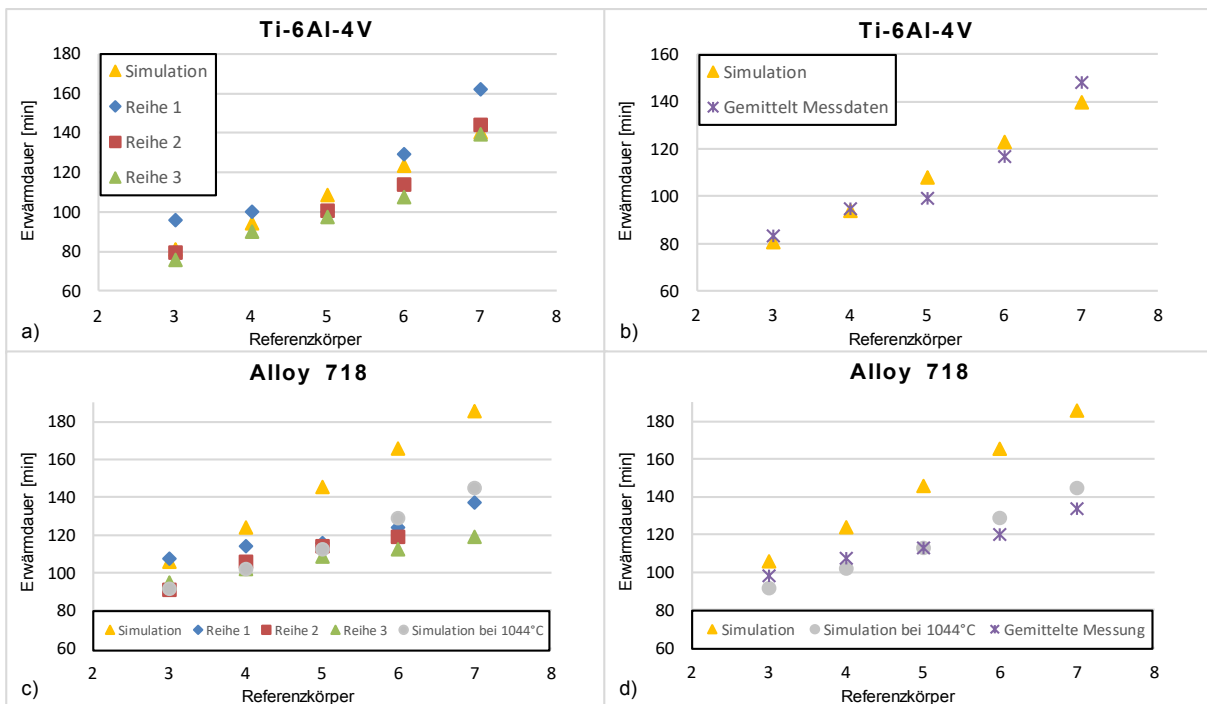 Ti-6Al-4V
180
160
140
120
100
80
60
Erwärmdauer [min]
Simulation
Reihe 1
Reihe 2
Reihe 3
2 3 4 5 6 7 8
Referenzkörper
a)
Ti-6Al-4V
160
140
120
100
80
60
Erwärmdauer [min]
Simulation
Gemittelt Messdaten
2 3 4 5 6 7 8
Referenzkörper
b)
Alloy 718
180
160
140
120
100
80
60
Erwärmdauer [min]
Simulation Reihe 1 Reihe 2 Reihe 3 Simulation bei 1044°C
2 3 4 5 6 7 8
Referenzkörper
c)
Alloy 718
180
160
140
120
100
80
60
Erwärmdauer [min]
Simulation Simulation bei 1044°C Gemittelte Messung
2 3 4 5 6 7 8
Referenzkörper
d)